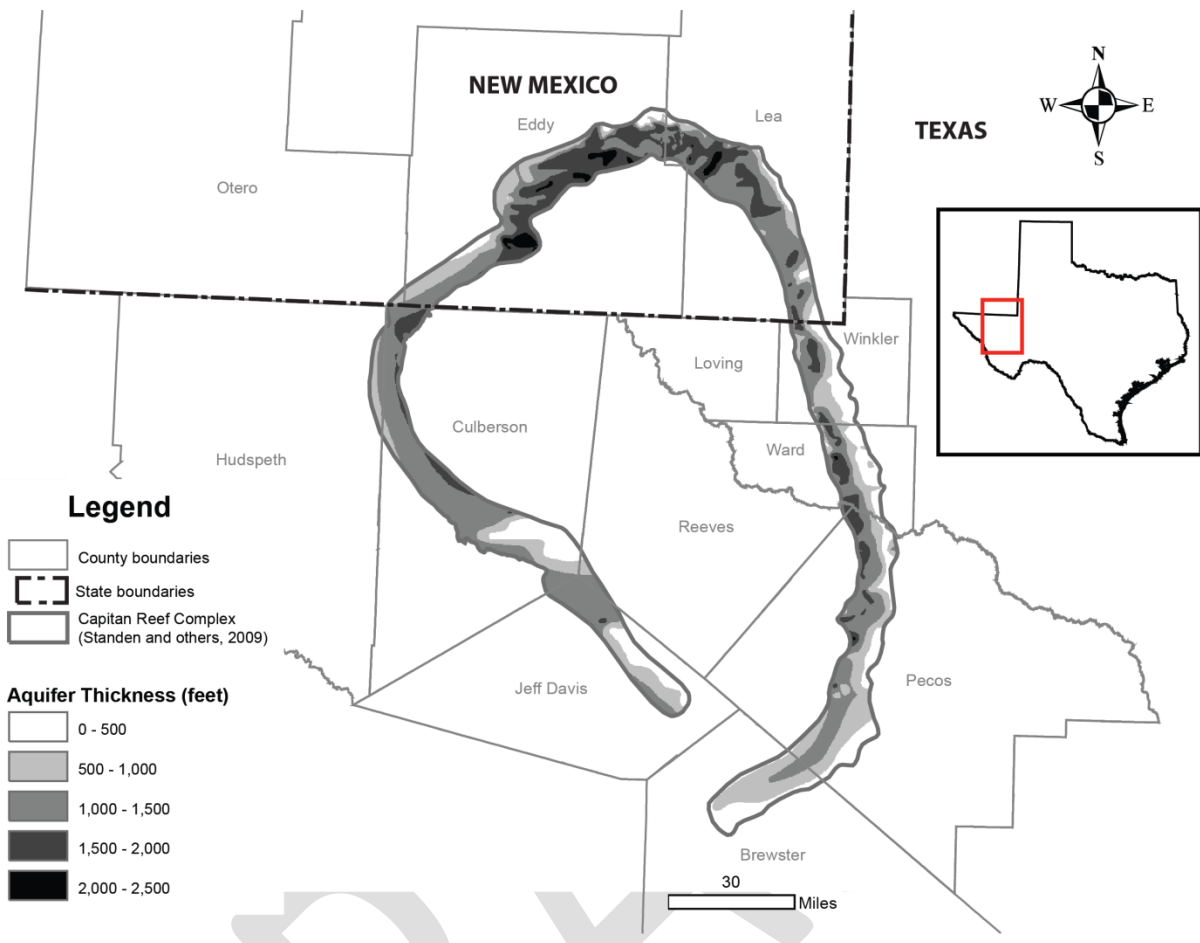 NEW MEXICO
Eddy
Lea
TEXAS
N
W
E
S
Otero
Winkler
Loving
Culberson
Ward
Hudspeth
Reeves
Legend
County boundaries
State boundaries
Capitan Reef Complex
(Standen and others, 2009)
Aquifer Thickness (feet)
0 - 500
500 - 1,000
1,000 - 1,500
1,500 - 2,000
2,000 - 2,500
Jeff Davis
Pecos
Brewster
30
Miles